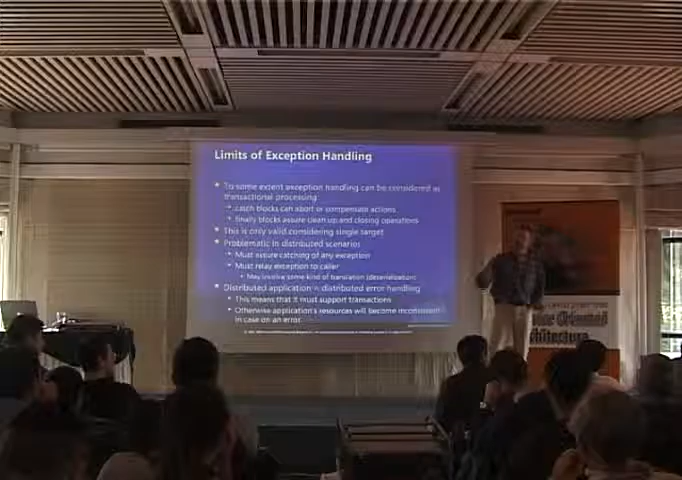 Limits of Exception Handling
To some extent exception handling can be considered as
transactional processing:
catch blocks can abort or compensate actions
finally blocks assure clean up and closing operations
This is only valid considering single target
Problematic in distributed scenarios
Must assure catching of any exception
Must relay exception to caller
May involve some kind of translation (deserialization)
Distributed application = distributed error handling
This means that it must support transactions
Otherwise application's resources will become inconsistent
in case on an error
Oriented
chitecture